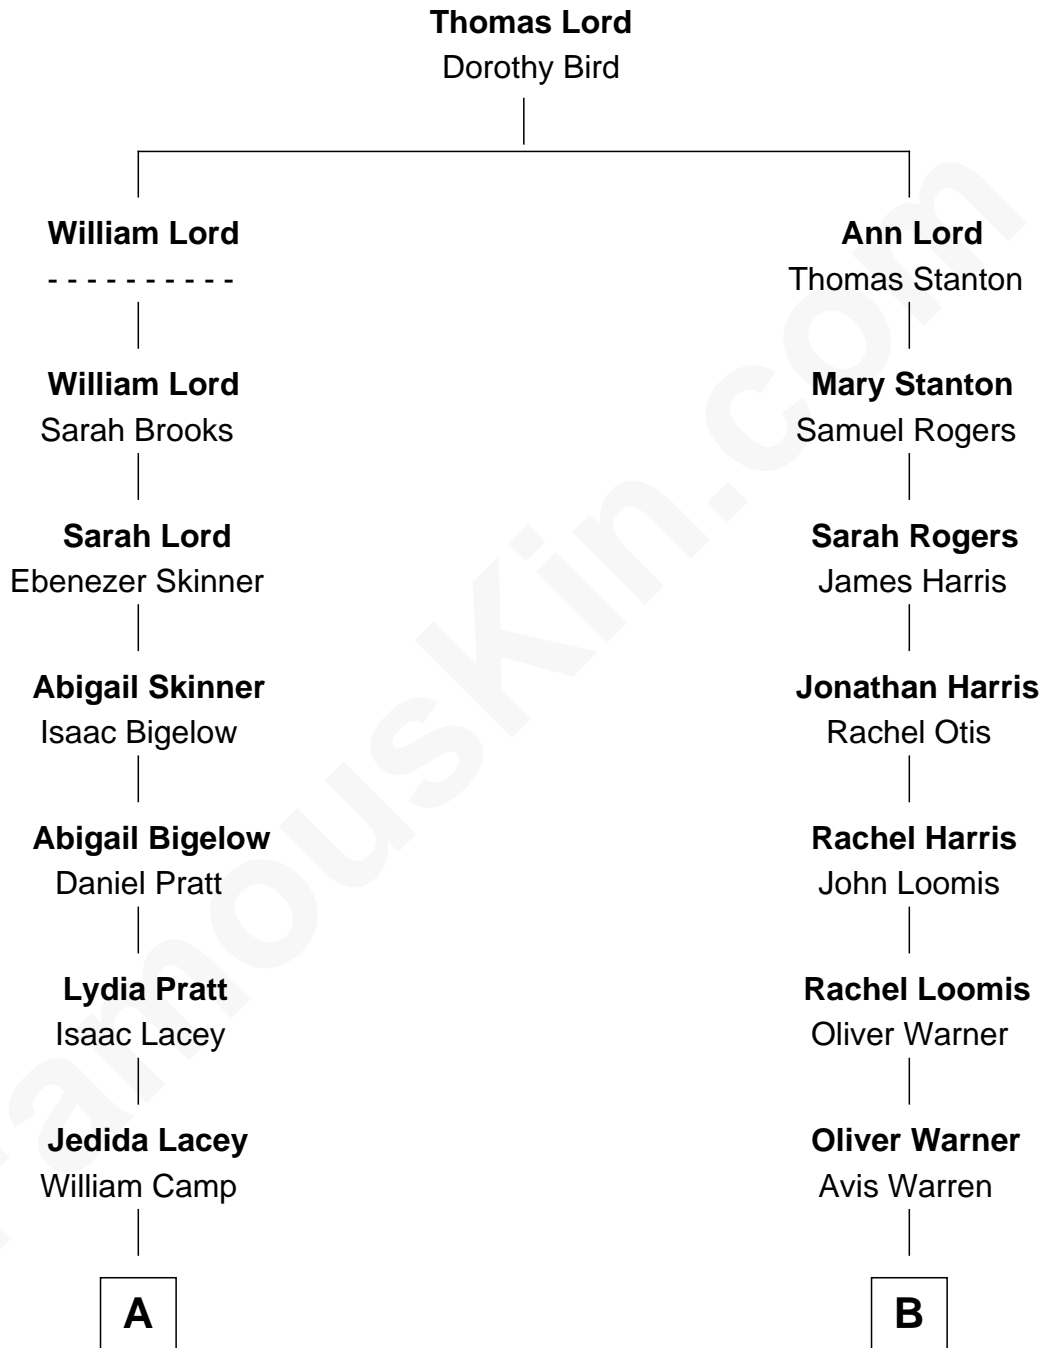 Thomas Lord
Dorothy Bird
William Lord
- - - - - - - - - -
Ann Lord
Thomas Stanton
William Lord
Sarah Brooks
Mary Stanton
Samuel Rogers
Sarah Lord
Ebenezer Skinner
Sarah Rogers
James Harris
Abigail Skinner
Isaac Bigelow
Jonathan Harris
Rachel Otis
Abigail Bigelow
Daniel Pratt
Rachel Harris
John Loomis
Lydia Pratt
Isaac Lacey
Rachel Loomis
Oliver Warner
Jedida Lacey
William Camp
Oliver Warner
Avis Warren
A
B
FamousKin.com